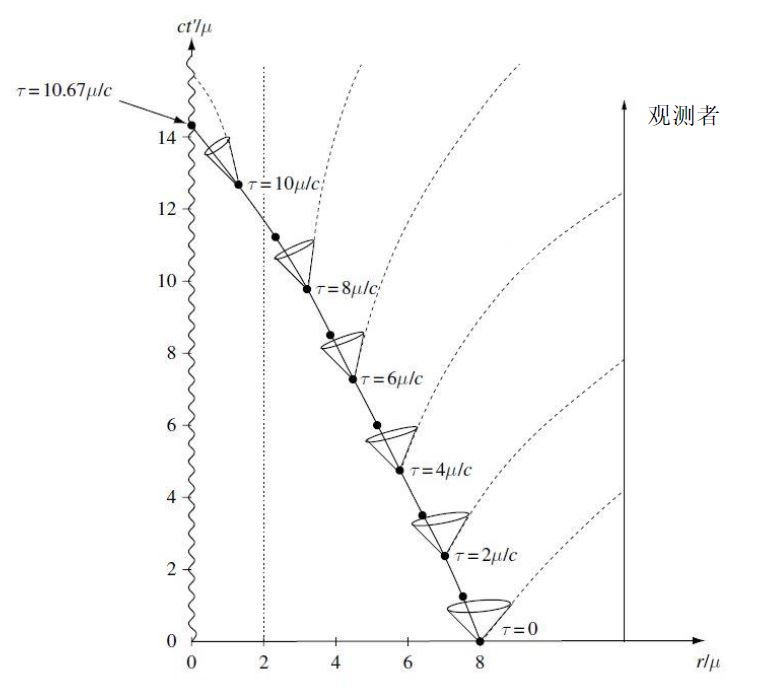 ct′/μ
τ=10.67μ/c
观测者
14
τ=10μ/c
12
10
τ=8μ/c
8
τ=6μ/c
6
τ=4μ/c
4
τ=2μ/c
2
τ=0
0
0 2 4 6 8 r/μ